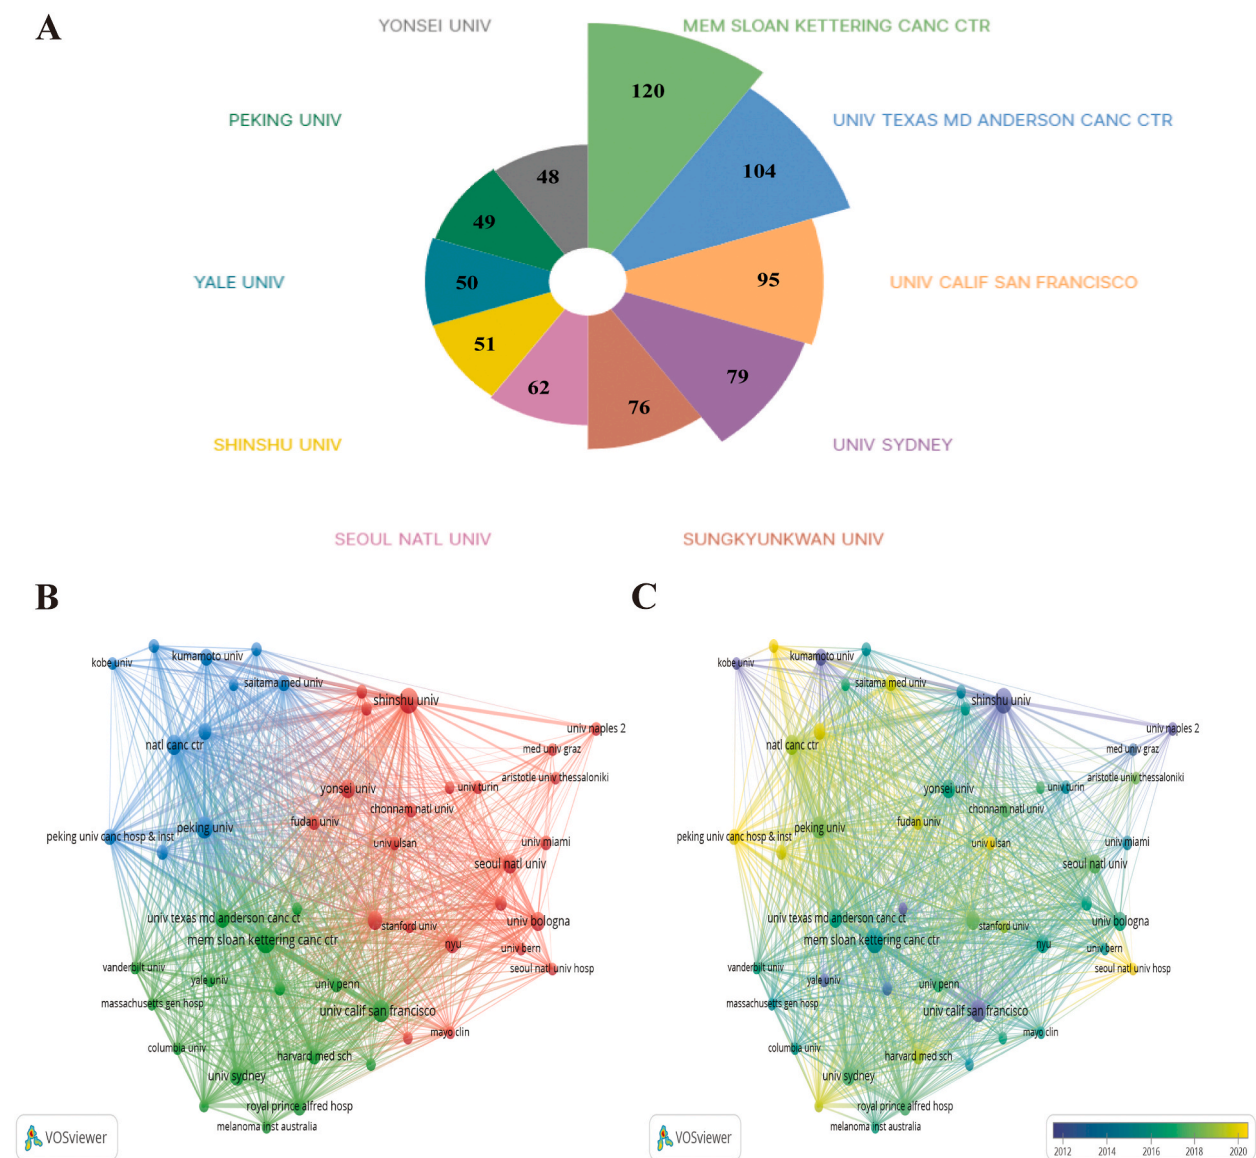 A
YONSEI UNIV
MEM SLOAN KETTERING CANC CTR
120
PEKING UNIV
UNIV TEXAS MD ANDERSON CANC CTR
104
48
49
YALE UNIV
50
95
UNIV CALIF SAN FRANCISCO
51
62
76
79
SHINSHU UNIV
UNIV SYDNEY
SEOUL NATL UNIV
SUNGKYUNKWAN UNIV
B
kobe univ
kumamoto univ
saitama med univ
shinshu univ
univ naples 2
natl canc ctr
med univ graz
aristotle univ thessaloniki
yonsei univ
univ turin
chonnam natl univ
fudan univ
peking univ
peking univ canc hosp & inst
univ ulsan
univ miami
seoul natl univ
univ texas md anderson canc ct
stanford univ
univ bologna
mem sloan kettering canc ctr
nyu
univ bern
vanderbilt univ
yale univ
univ penn
seoul natl univ hosp
massachusetts gen hosp
univ calif san francisco
mayo clin
columbia univ
harvard med sch
univ sydney
royal prince alfred hosp
melanoma inst australia
VOSviewer
C
kobe univ
kumamoto univ
saitama med univ
shinshu univ
univ naples 2
natl canc ctr
med univ graz
aristotle univ thessaloniki
yonsei univ
univ turin
chonnam natl univ
fudan univ
peking univ
peking univ canc hosp & inst
univ ulsan
univ miami
seoul natl univ
univ texas md anderson canc ct
stanford univ
univ bologna
mem sloan kettering canc ctr
nyu
univ bern
vanderbilt univ
yale univ
univ penn
seoul natl univ hosp
massachusetts gen hosp
univ calif san francisco
mayo clin
columbia univ
harvard med sch
univ sydney
royal prince alfred hosp
melanoma inst australia
VOSviewer
2012 2014 2016 2018 2020